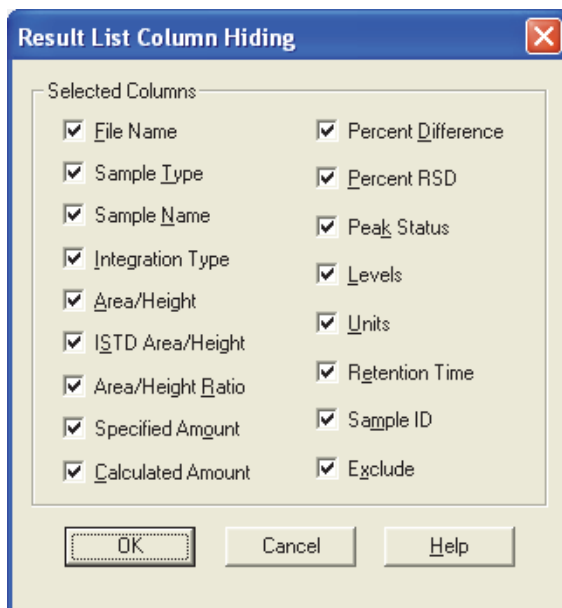 Result List Column Hiding
Selected Columns
File Name
Sample Type
Sample Name
Integration Type
Area/Height
ISTD Area/Height
Area/Height Ratio
Specified Amount
Calculated Amount
Percent Difference
Percent RSD
Peak Status
Levels
Units
Retention Time
Sample ID
Exclude
OK
Cancel
Help